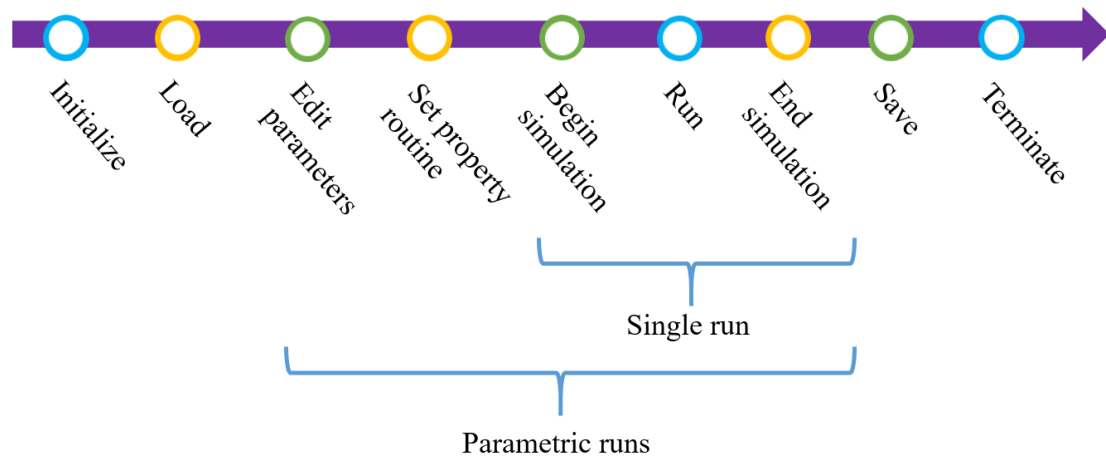 Initialize
Load
Edit
parameters
Set property
routine
Begin
simulation
Run
End
simulation
Save
Terminate
Single run
Parametric runs